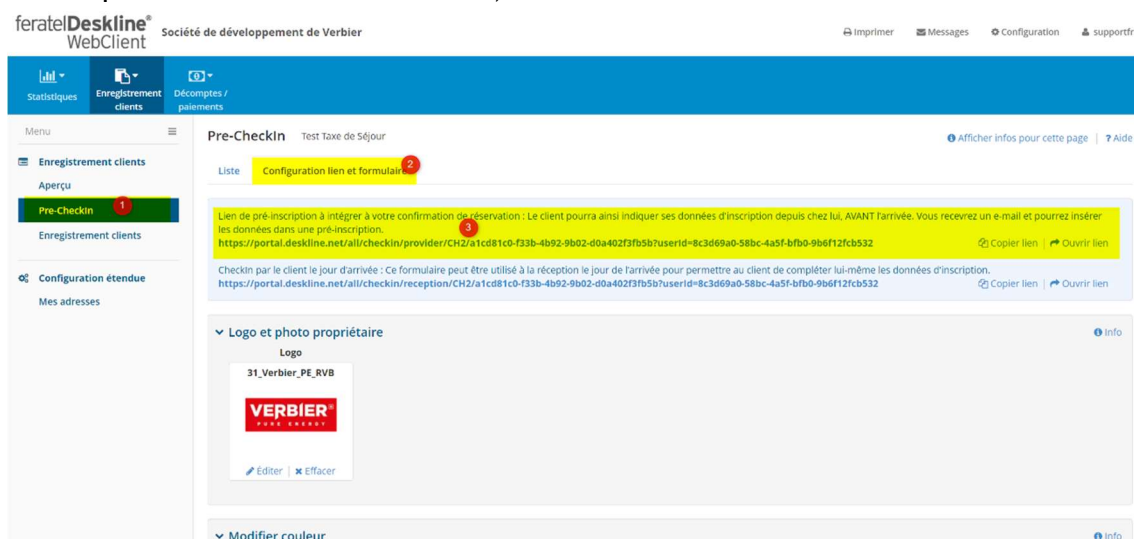 feratelDeskline®
WebClient
Société de développement de Verbier
Imprimer
Messages
Configuration
supportfr
Statistiques
Enregistrement
clients
Décomptes /
paiements
Menu
Enregistrement clients
Aperçu
Pre-CheckIn
1
Enregistrement clients
Configuration étendue
Mes adresses
Pre-CheckIn Test Taxe de Séjour
Afficher infos pour cette page | ? Aide
Liste
Configuration lien et formulaire
2
Lien de pré-inscription à intégrer à votre confirmation de réservation : Le client pourra ainsi indiquer ses données d'inscription depuis chez lui, AVANT l'arrivée. Vous recevrez un e-mail et pourrez insérer
les données dans une pré-inscription.
3
https://portal.deskline.net/all/checkin/provider/CH2/a1cd81c0-f33b-4b92-9b02-d0a402f3fb5b?userId=8c3d69a0-58bc-4a5f-bfb0-9b6f12fcb532
Copier lien | Ouvrir lien
CheckIn par le client le jour d'arrivée : Ce formulaire peut être utilisé à la réception le jour de l'arrivée pour permettre au client de compléter lui-même les données d'inscription.
https://portal.deskline.net/all/checkin/reception/CH2/a1cd81c0-f33b-4b92-9b02-d0a402f3fb5b?userId=8c3d69a0-58bc-4a5f-bfb0-9b6f12fcb532
Copier lien | Ouvrir lien
Logo et photo propriétaire
Info
Logo
31_Verbier_PE_RVB
VERBIER®
PURE ENERGY
Éditer | Effacer
Modifier couleur
Info